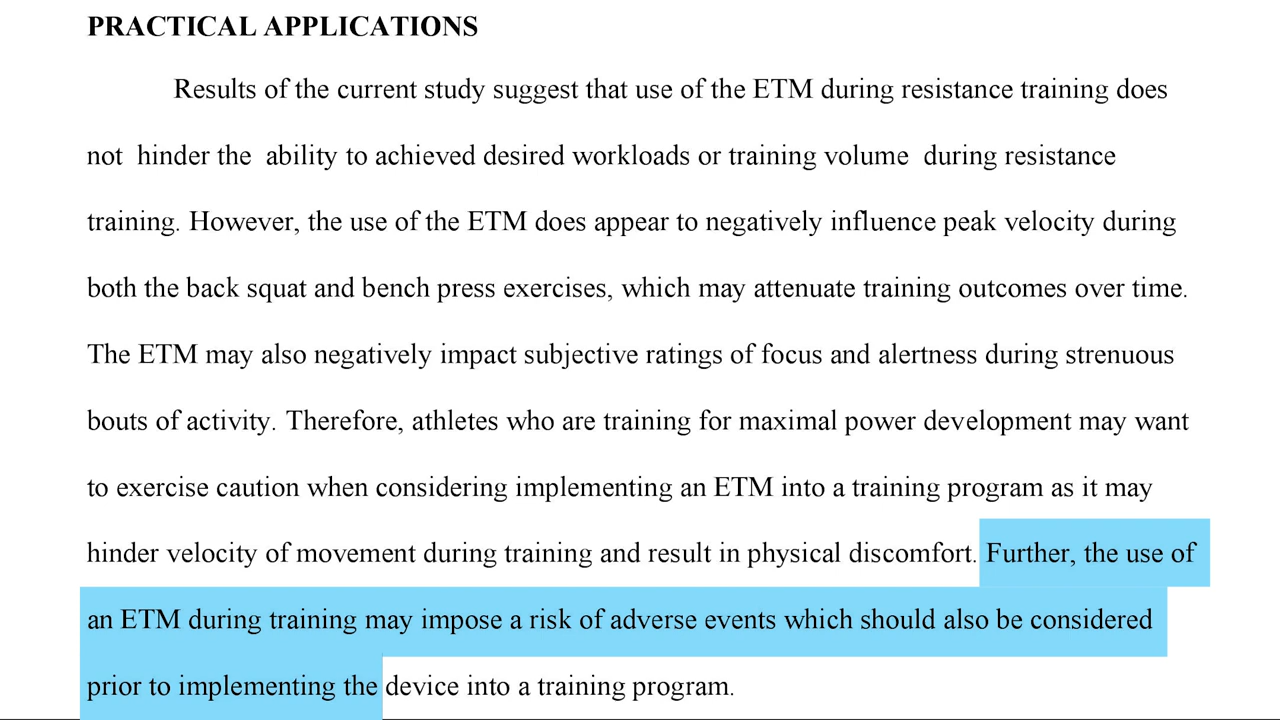 PRACTICAL APPLICATIONS
Results of the current study suggest that use of the ETM during resistance training does
not hinder the ability to achieved desired workloads or training volume during resistance
training. However, the use of the ETM does appear to negatively influence peak velocity during
both the back squat and bench press exercises, which may attenuate training outcomes over time.
The ETM may also negatively impact subjective ratings of focus and alertness during strenuous
bouts of activity. Therefore, athletes who are training for maximal power development may want
to exercise caution when considering implementing an ETM into a training program as it may
hinder velocity of movement during training and result in physical discomfort. Further, the use of
an ETM during training may impose a risk of adverse events which should also be considered
prior to implementing the device into a training program.